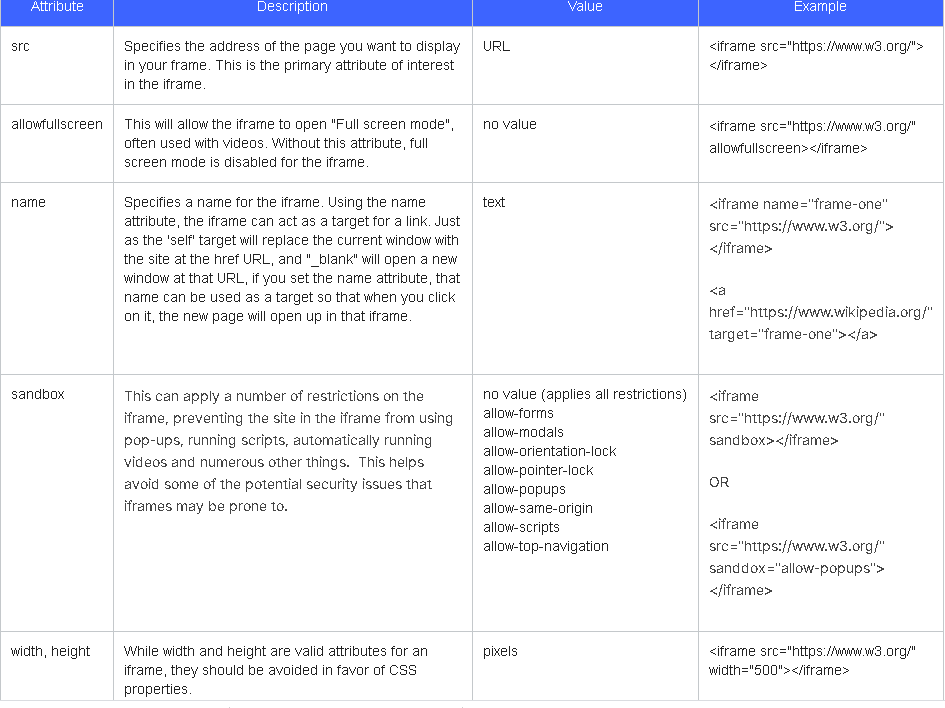 Attribute Description Value Example
src
Specifies the address of the page you want to display
in your frame. This is the primary attribute of interest
in the iframe.
URL
<iframe src="https://www.w3.org/">
</iframe>
allowfullscreen
This will allow the iframe to open "Full screen mode",
often used with videos. Without this attribute, full
screen mode is disabled for the iframe.
no value
<iframe src="https://www.w3.org/"
allowfullscreen></iframe>
name
Specifies a name for the iframe. Using the name
attribute, the iframe can act as a target for a link. Just
as the 'self' target will replace the current window with
the site at the href URL, and "_blank" will open a new
window at that URL, if you set the name attribute, that
name can be used as a target so that when you click
on it, the new page will open up in that iframe.
text
<iframe name="frame-one"
src="https://www.w3.org/">
</iframe>
<a
href="https://www.wikipedia.org/"
target="frame-one"></a>
sandbox
This can apply a number of restrictions on the
iframe, preventing the site in the iframe from using
pop-ups, running scripts, automatically running
videos and numerous other things.  This helps
avoid some of the potential security issues that
iframes may be prone to.
no value (applies all restrictions)
allow-forms
allow-modals
allow-orientation-lock
allow-pointer-lock
allow-popups
allow-same-origin
allow-scripts
allow-top-navigation
<iframe
src="https://www.w3.org/"
sandbox></iframe>
OR
<iframe
src="https://www.w3.org/"
sanddox="allow-popups">
</iframe>
width, height
While width and height are valid attributes for an
iframe, they should be avoided in favor of CSS
properties.
pixels
<iframe src="https://www.w3.org/"
width="500"></iframe>